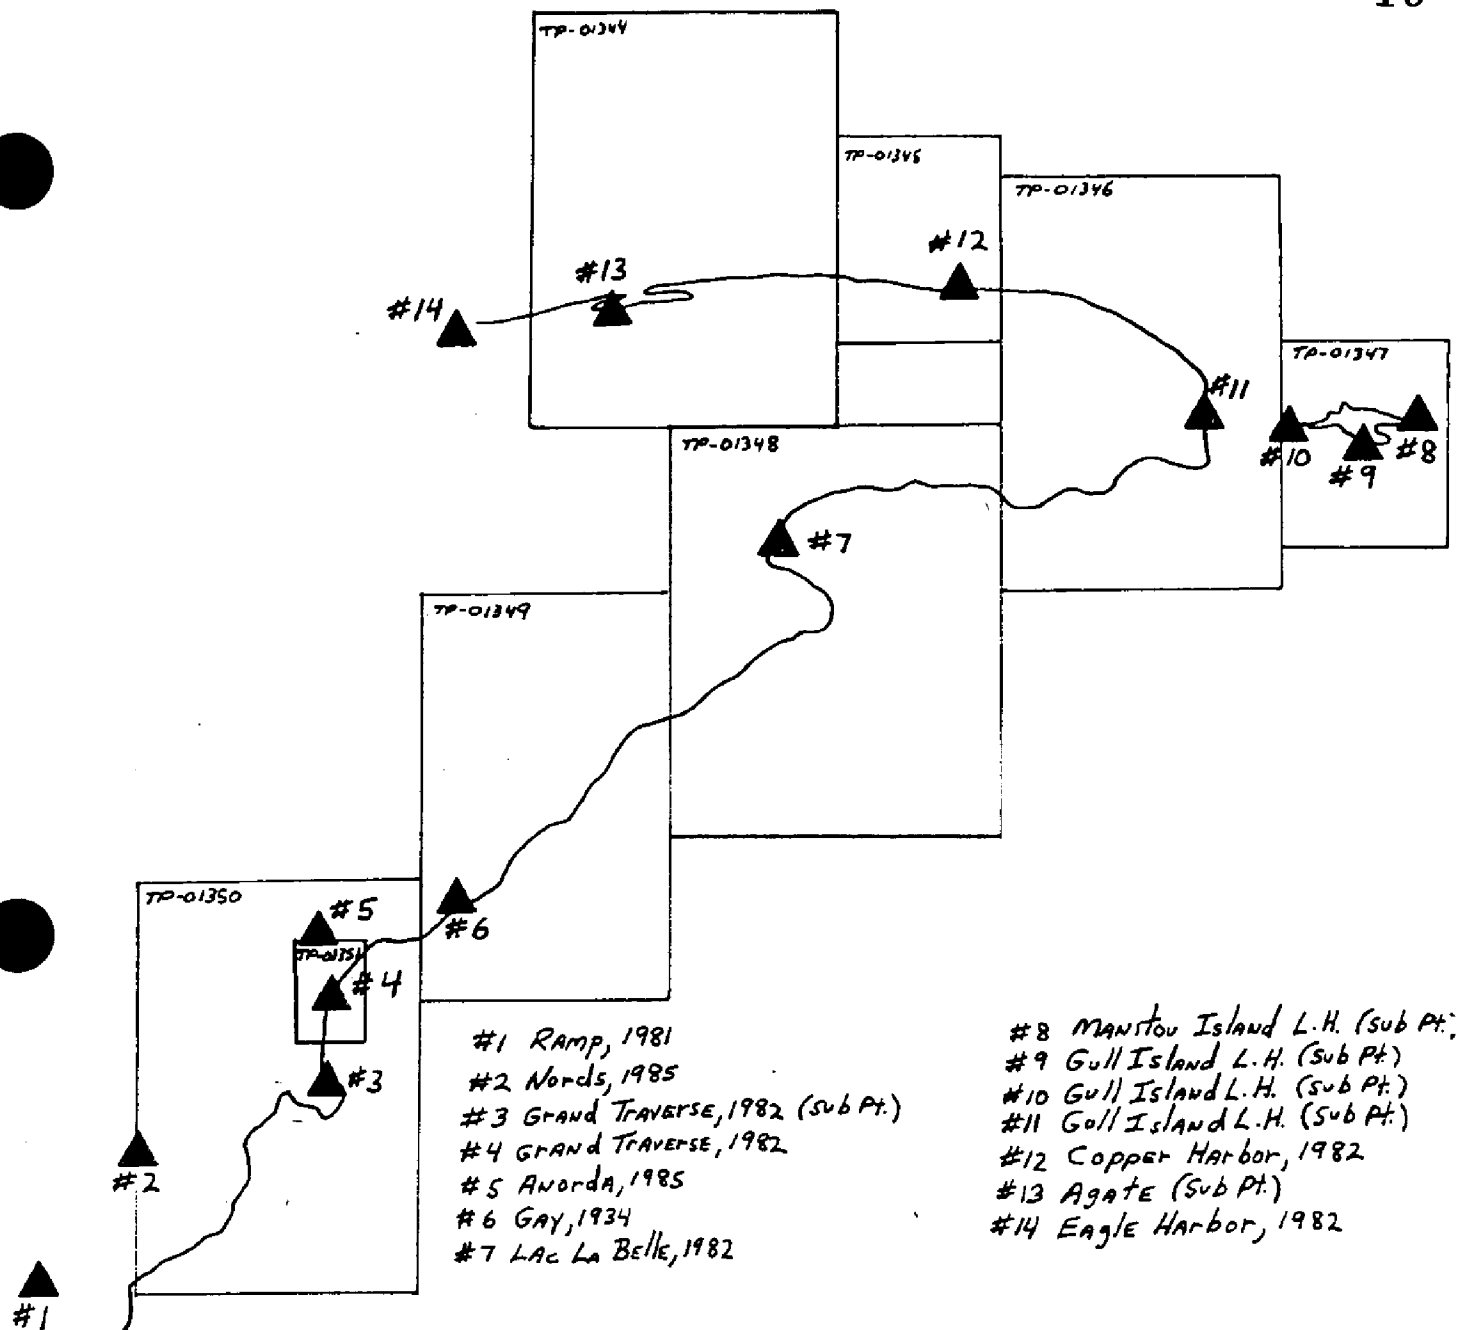 TP-01344
TP-01345
TP-01346
#12
#13
#14
TP-01347
#11
#10
#9
#8
TP-01348
#7
TP-01349
TP-01350
#5
#6
TP-01351
#4
#3
#2
#1
#1 Ramp, 1981
#2 Nords, 1985
#3 Grand Traverse, 1982 (Sub Pt.)
#4 Grand Traverse, 1982
#5 Anorda, 1985
#6 Gay, 1934
#7 Lac La Belle, 1982
#8 Manitou Island L.H. (Sub Pt.)
#9 Gull Island L.H. (Sub Pt.)
#10 Gull Island L.H. (Sub Pt.)
#11 Gull Island L.H. (Sub Pt.)
#12 Copper Harbor, 1982
#13 Agate (Sub Pt.)
#14 Eagle Harbor, 1982